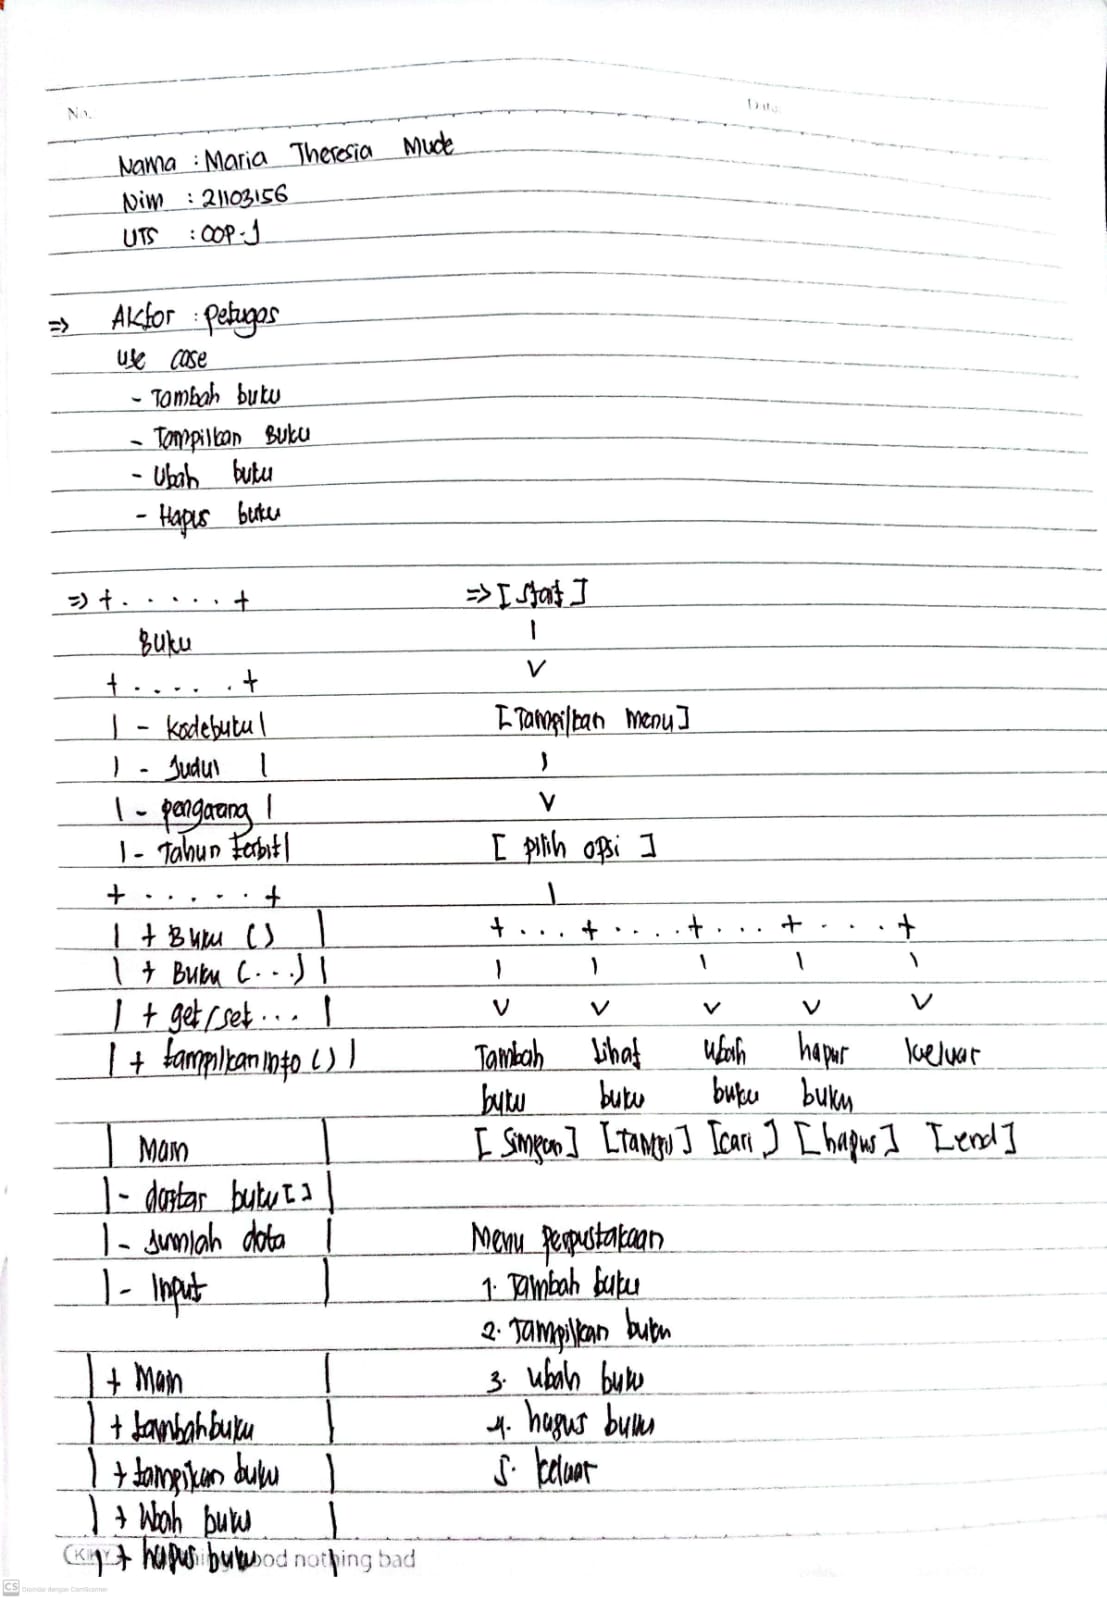 No.
Date
Nama : Maria Theresia Mude
Nim : 21103156
UTS : OOP-1
=> Aktor : petugas
use case
- Tambah buku
- Tampilkan Buku
- Ubah buku
- Hapus buku
=> + . . . . . +
Buku
+ . . . . . +
| - kodebuku |
| - Judul |
| - pengarang |
| - Tahun terbit |
+ . . . . . +
| + Buku ( ) |
| + Buku (...) |
| + get/set ... |
| + tampilkaninfo ( ) |
| Main |
| - daftar buku [ ] |
| - Jumlah data |
| - Input |
| + Main |
| + tambahbuku |
| + tampikan buku |
| + Ubah buku |
| + hapus buku |
=> [ Start ]
|
v
[ Tampilkan menu ]
|
v
[ pilih opsi ]
|
+ . . . + . . . . + . . . + . . . . +
| | | | |
v v v v v
Tambah Lihat Ubah hapus keluar
buku buku buku buku
[ Simpan ] [ tampil ] [ cari ] [ hapus ] [ end ]
Menu perpustakaan
1. Tambah buku
2. Tampilkan buku
3. ubah buku
4. hapus buku
5. keluar
KIKY
ood nothing bad
CS Dipindai dengan CamScanner